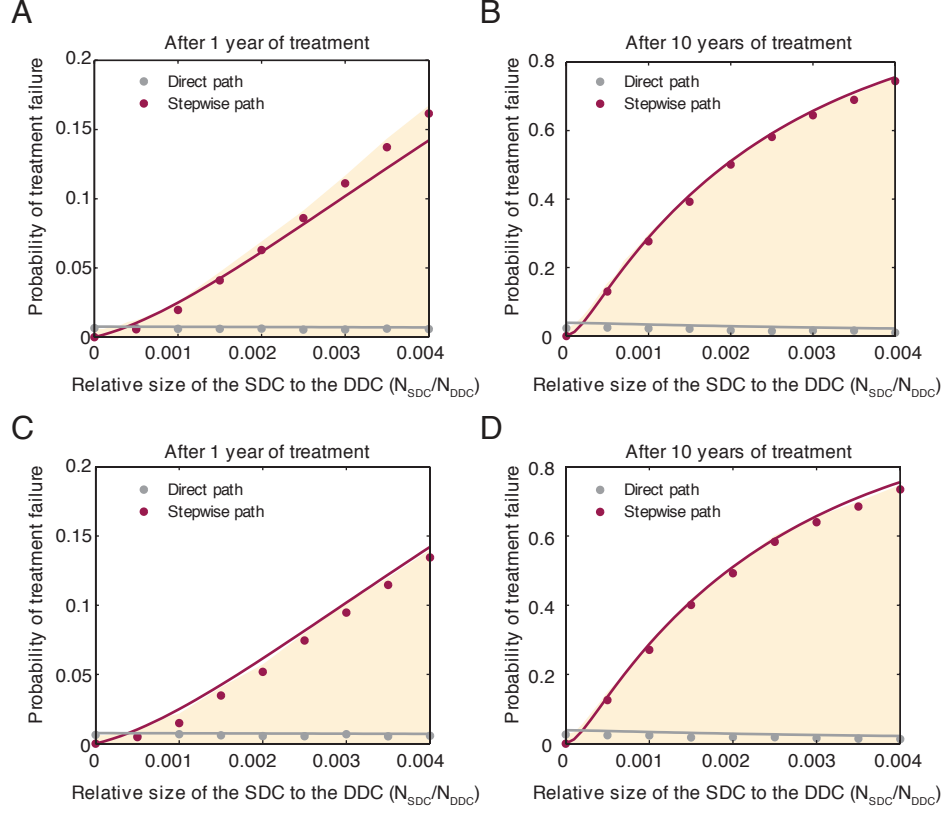 A
After 1 year of treatment
Probability of treatment failure
0.2
0.15
0.1
0.05
0
Direct path
Stepwise path
0 0.001 0.002 0.003 0.004
Relative size of the SDC to the DDC (NSDC/NDDC)
B
After 10 years of treatment
Probability of treatment failure
0.8
0.6
0.4
0.2
0
Direct path
Stepwise path
0 0.001 0.002 0.003 0.004
Relative size of the SDC to the DDC (NSDC/NDDC)
C
After 1 year of treatment
Probability of treatment failure
0.2
0.15
0.1
0.05
0
Direct path
Stepwise path
0 0.001 0.002 0.003 0.004
Relative size of the SDC to the DDC (NSDC/NDDC)
D
After 10 years of treatment
Probability of treatment failure
0.8
0.6
0.4
0.2
0
Direct path
Stepwise path
0 0.001 0.002 0.003 0.004
Relative size of the SDC to the DDC (NSDC/NDDC)